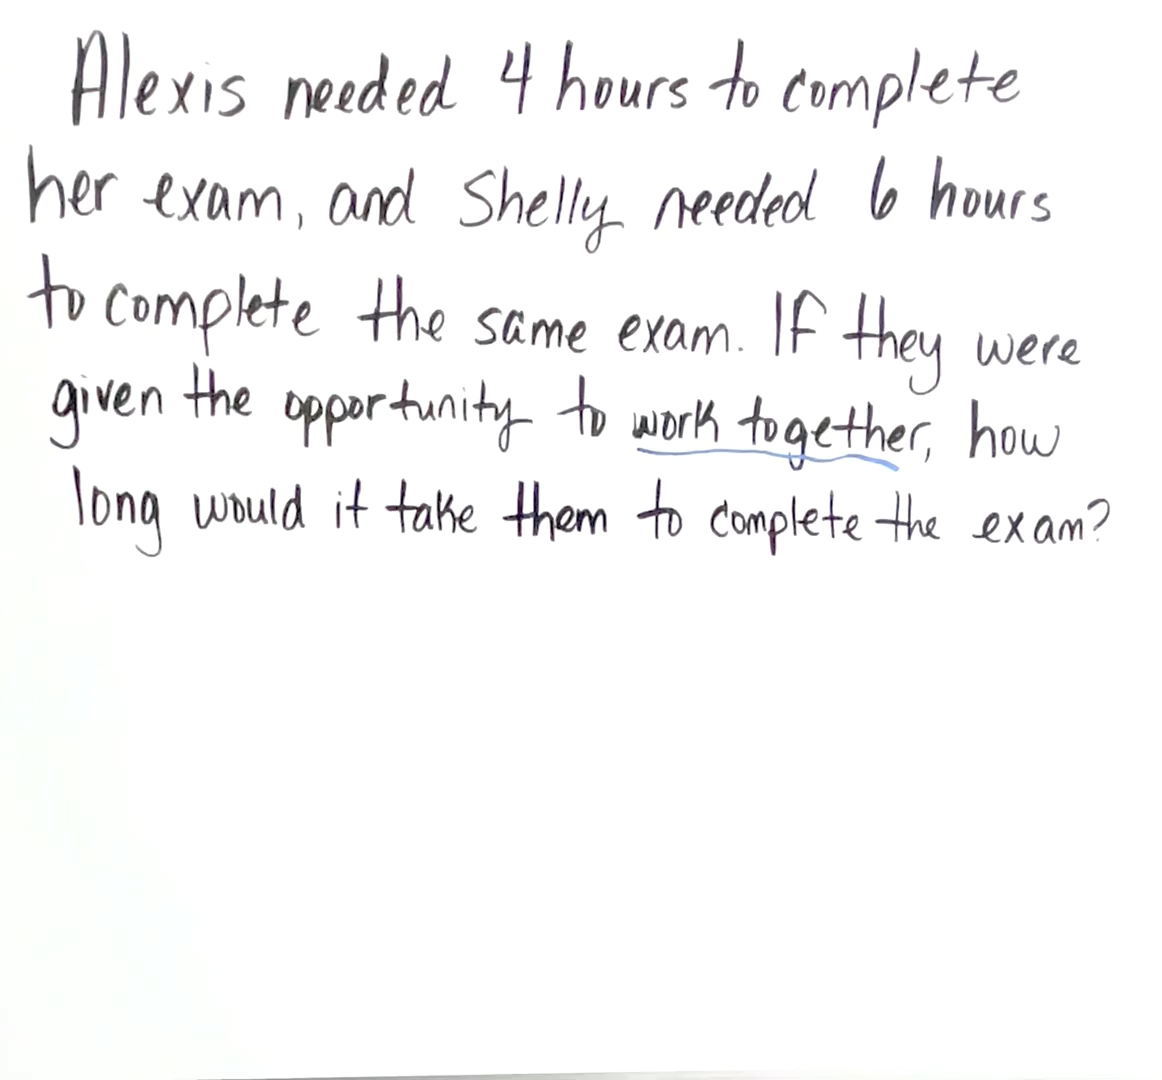 Alexis needed 4 hours to complete
her exam, and Shelly needed 6 hours
to complete the same exam. If they were
given the opportunity to work together, how
long would it take them to complete the exam?